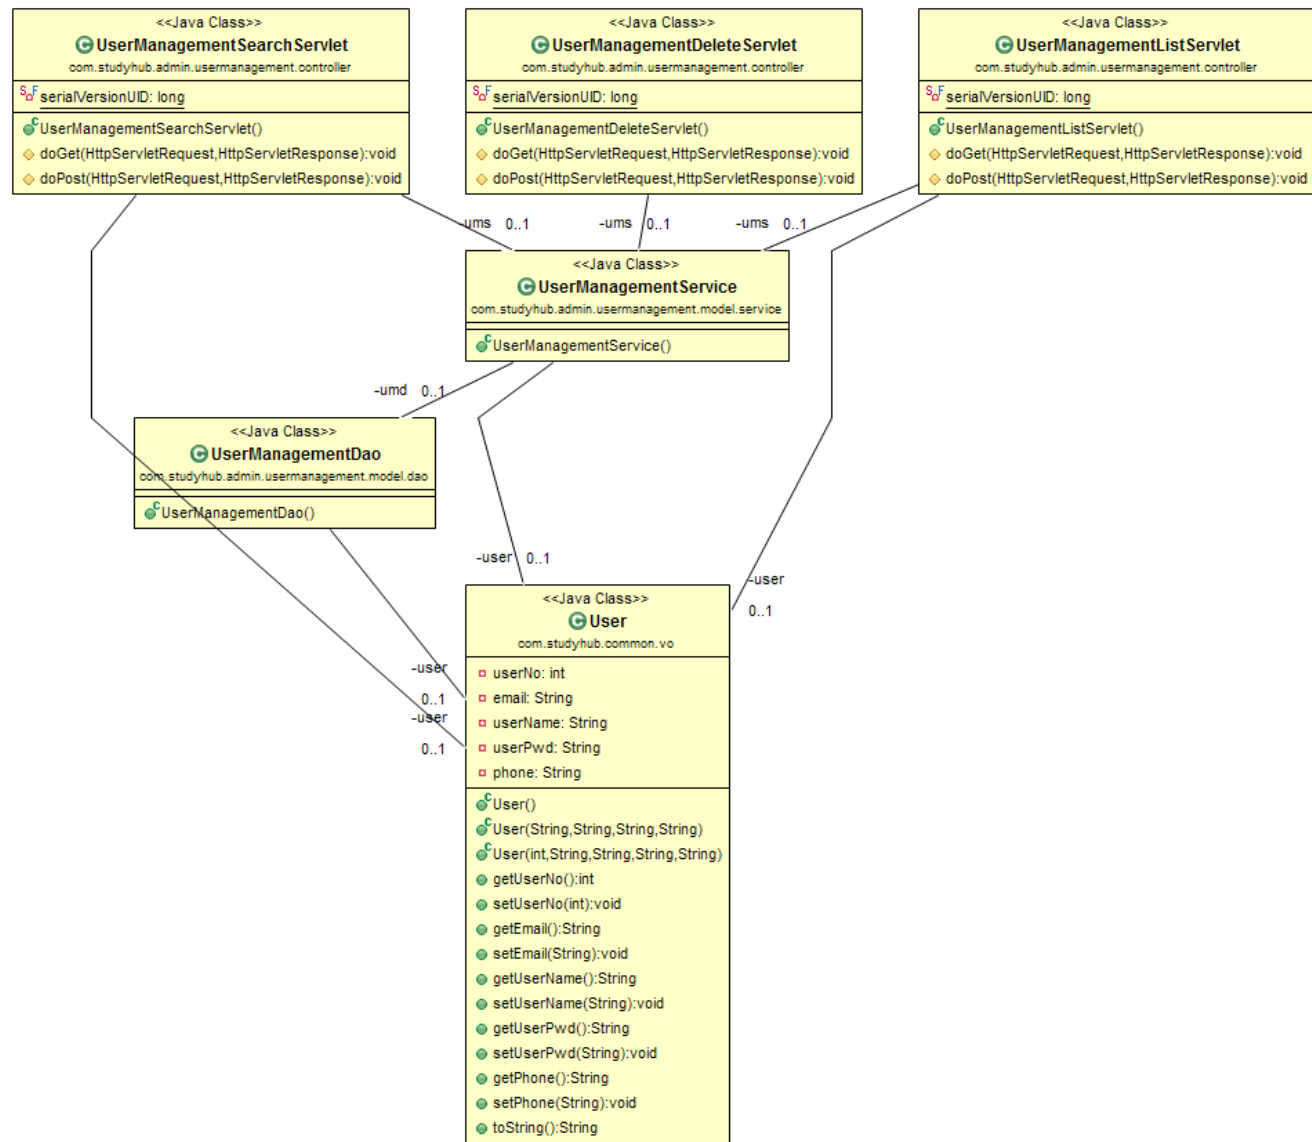 <<Java Class>>
UserManagementSearchServlet
com.studyhub.admin.usermanagement.controller
serialVersionUID: long
UserManagementSearchServlet()
doGet(HttpServletRequest,HttpServletResponse):void
doPost(HttpServletRequest,HttpServletResponse):void
<<Java Class>>
UserManagementDeleteServlet
com.studyhub.admin.usermanagement.controller
serialVersionUID: long
UserManagementDeleteServlet()
doGet(HttpServletRequest,HttpServletResponse):void
doPost(HttpServletRequest,HttpServletResponse):void
<<Java Class>>
UserManagementListServlet
com.studyhub.admin.usermanagement.controller
serialVersionUID: long
UserManagementListServlet()
doGet(HttpServletRequest,HttpServletResponse):void
doPost(HttpServletRequest,HttpServletResponse):void
-ums 0..1
-ums 0..1
-ums 0..1
<<Java Class>>
UserManagementService
com.studyhub.admin.usermanagement.model.service
UserManagementService()
-umd 0..1
<<Java Class>>
UserManagementDao
com.studyhub.admin.usermanagement.model.dao
UserManagementDao()
-user 0..1
-user
0..1
-user
0..1
-user
0..1
<<Java Class>>
User
com.studyhub.common.vo
userNo: int
email: String
userName: String
userPwd: String
phone: String
User()
User(String,String,String,String)
User(int,String,String,String,String)
getUserNo():int
setUserNo(int):void
getEmail():String
setEmail(String):void
getUserName():String
setUserName(String):void
getUserPwd():String
setUserPwd(String):void
getPhone():String
setPhone(String):void
toString():String